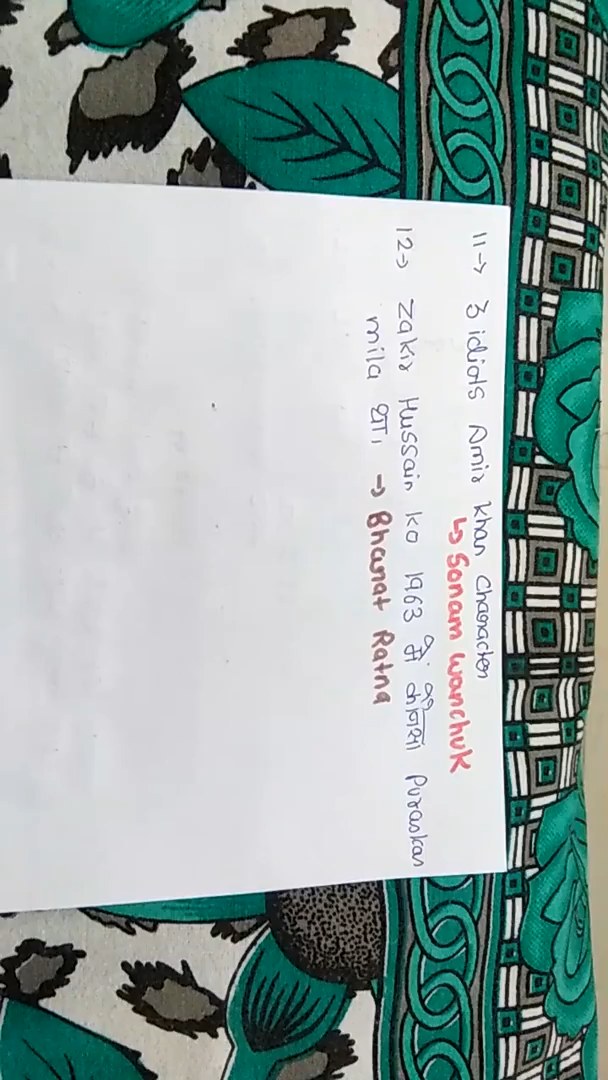 11→ 3 idiots Amir Khan Character
↳ Sonam Wanchuk
12→ Zakir Hussain ko 1963 में कौनसा Puraskar
mila था। → Bharat Ratna